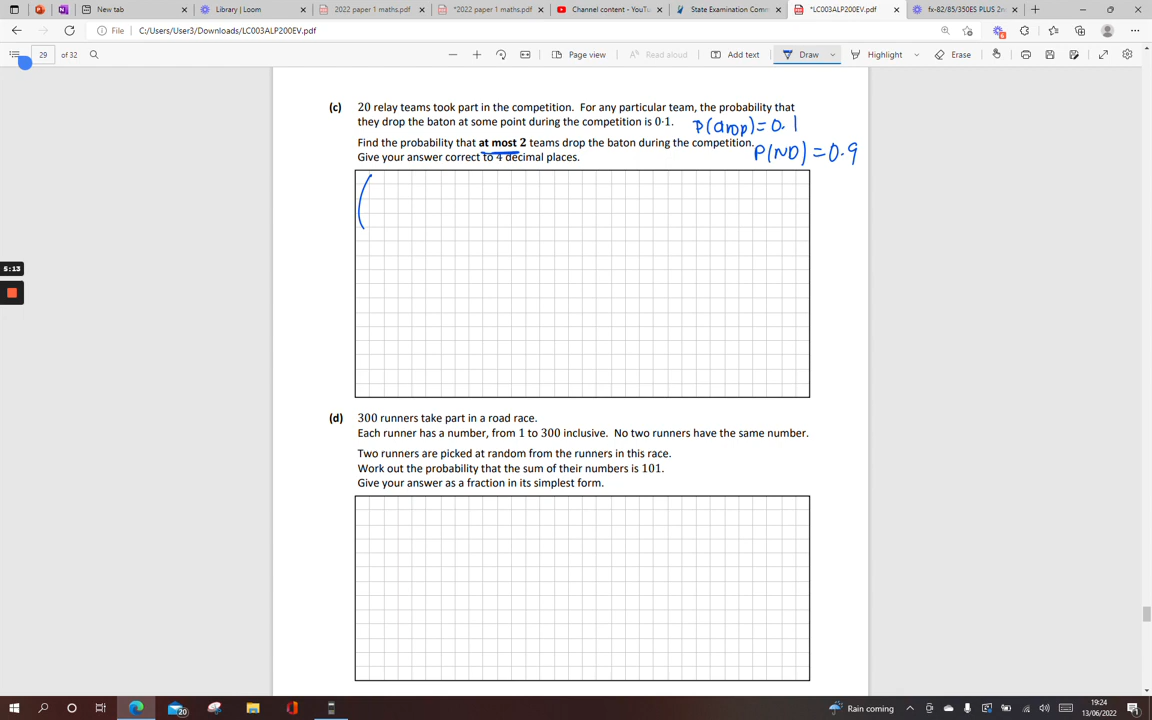 New tab
Library | Loom
2022 paper 1 maths.pdf
*2022 paper 1 maths.pdf
Channel content - YouTu
State Examination Comm
*LC003ALP200EV.pdf
fx-82/85/350ES PLUS 2n
File
C:/Users/User3/Downloads/LC003ALP200EV.pdf
6
29 of 32
Page view
Read aloud
Add text
Draw
Highlight
Erase
(c) 20 relay teams took part in the competition. For any particular team, the probability that
they drop the baton at some point during the competition is 0·1.
P(drop) = 0.1
Find the probability that at most 2 teams drop the baton during the competition.
P(ND) = 0.9
Give your answer correct to 4 decimal places.
(
5:13
(d) 300 runners take part in a road race.
Each runner has a number, from 1 to 300 inclusive. No two runners have the same number.
Two runners are picked at random from the runners in this race.
Work out the probability that the sum of their numbers is 101.
Give your answer as a fraction in its simplest form.
20
Rain coming
19:24
13/06/2022
1